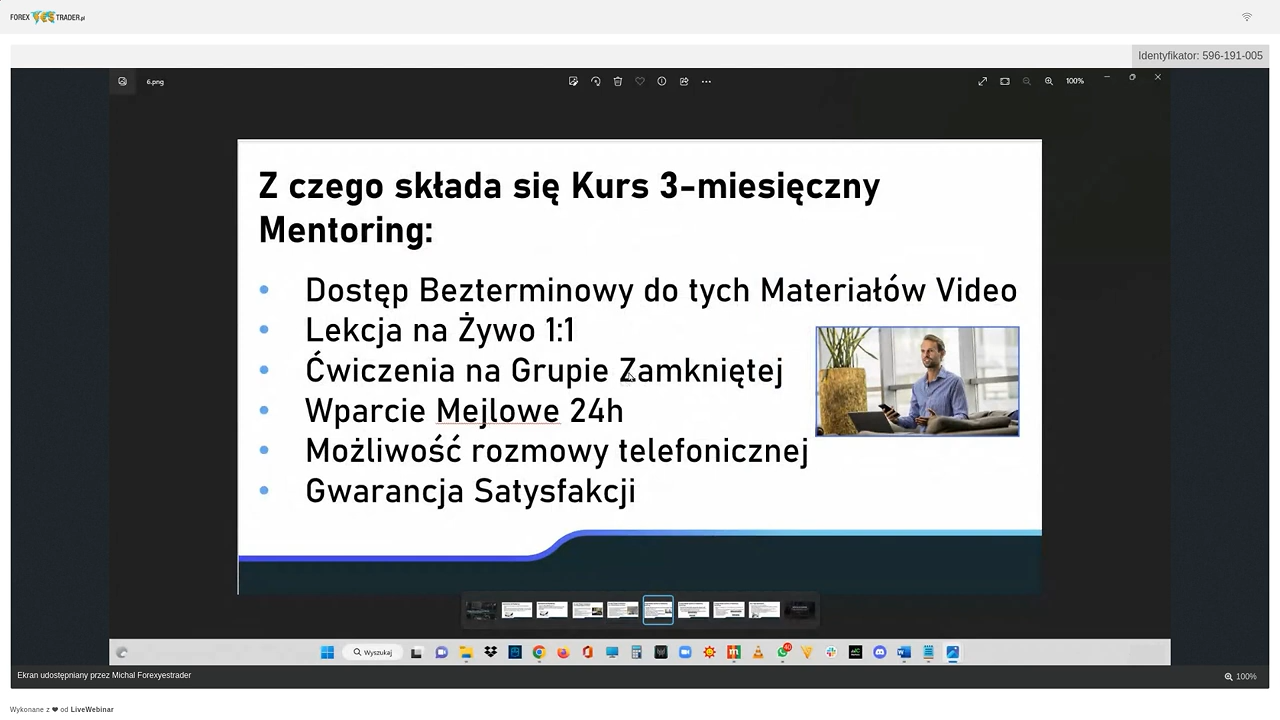 FOREX YES TRADER.pl
Identyfikator: 596-191-005
6.png
100%
Z czego składa się Kurs 3-miesięczny
Mentoring:
• Dostęp Bezterminowy do tych Materiałów Video
• Lekcja na Żywo 1:1
• Ćwiczenia na Grupie Zamkniętej
• Wparcie Mejlowe 24h
• Możliwość rozmowy telefonicznej
• Gwarancja Satysfakcji
Wyszukaj
40
Ekran udostępniany przez Michal Forexyestrader
100%
Wykonane z ❤ od LiveWebinar